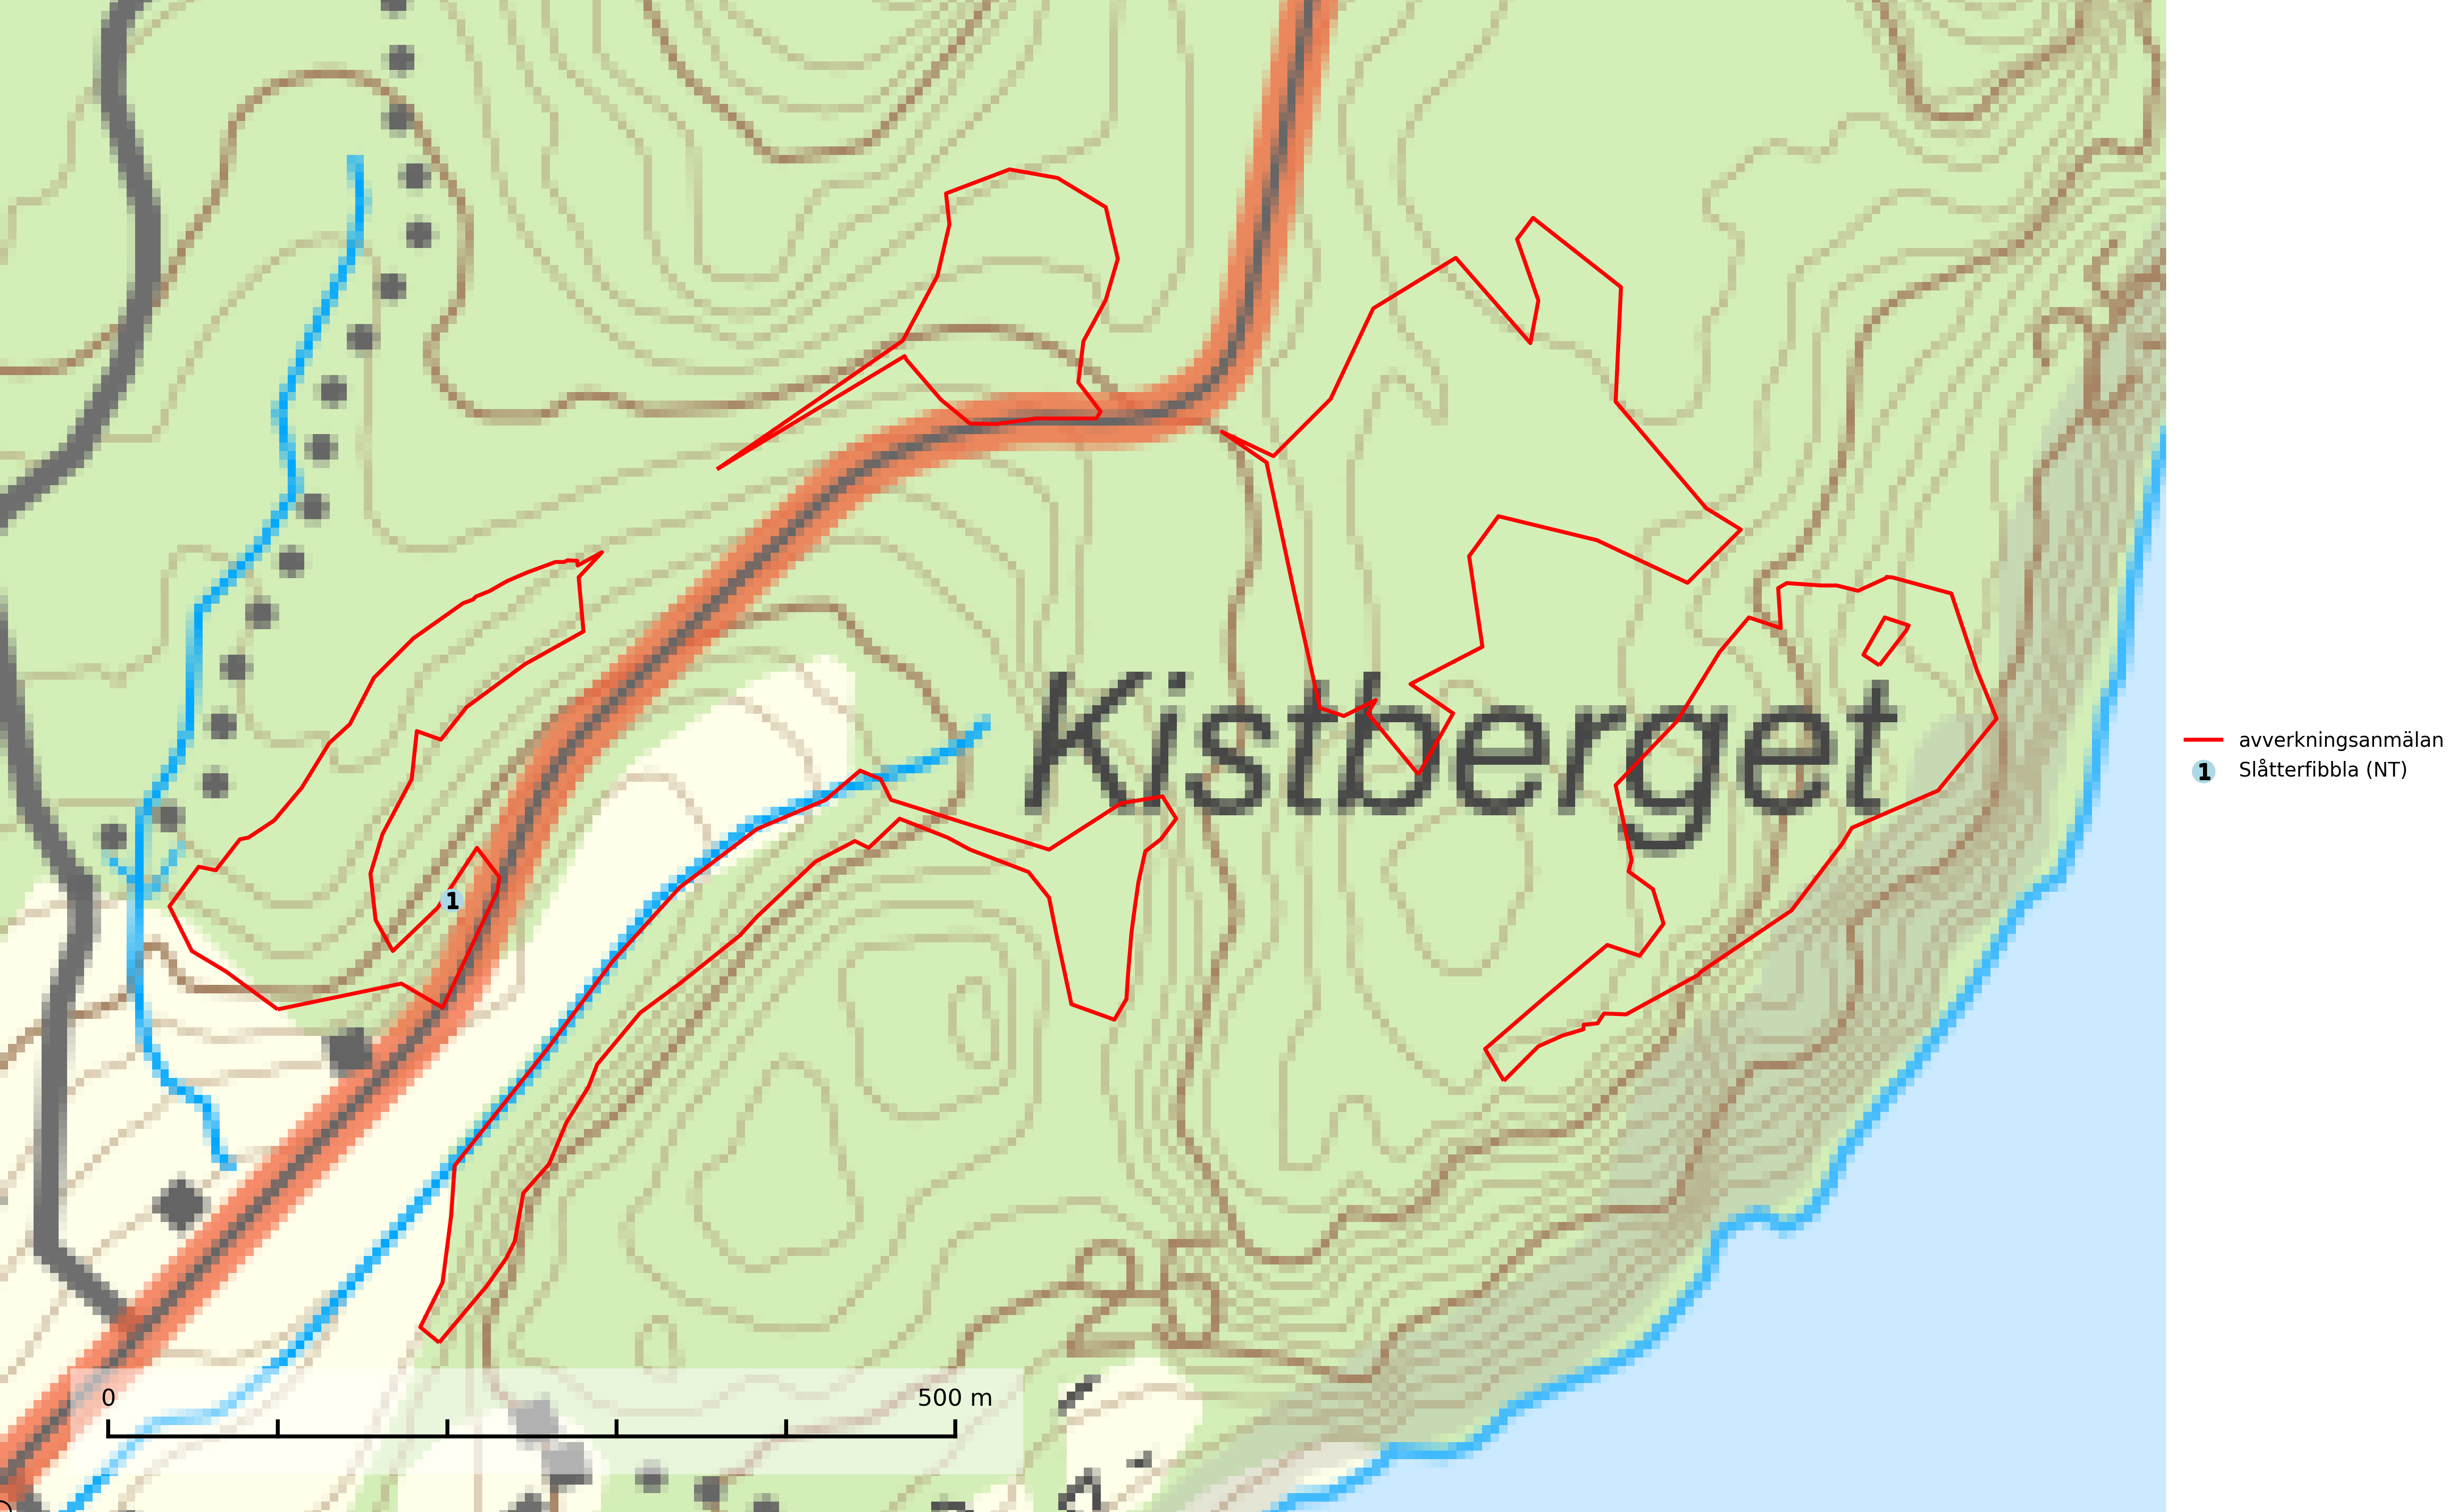 Kistberget
avverkningsanmälan
1 Slåtterfibbla (NT)
1
0 500 m